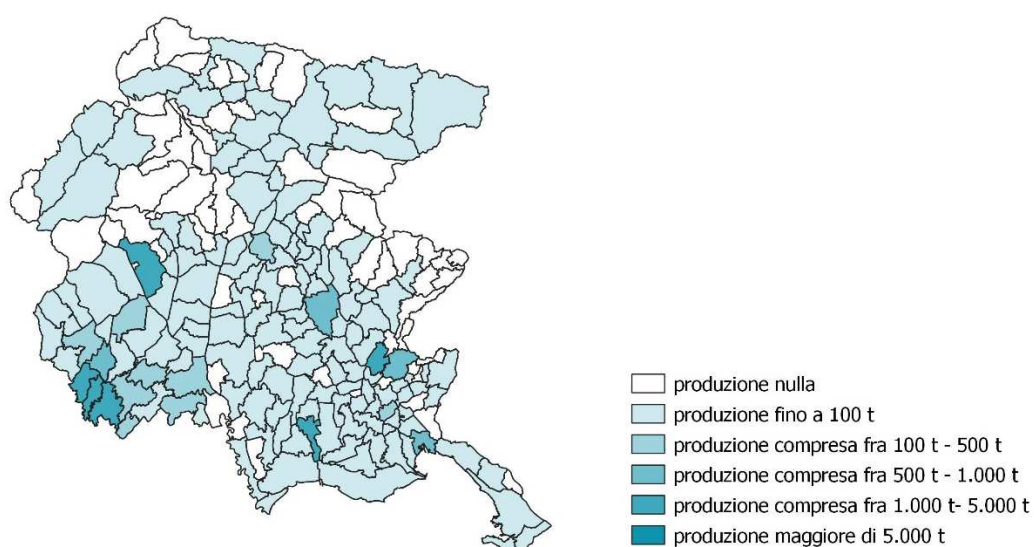 produzione nulla
produzione fino a 100 t
produzione compresa fra 100 t - 500 t
produzione compresa fra 500 t - 1.000 t
produzione compresa fra 1.000 t- 5.000 t
produzione maggiore di 5.000 t